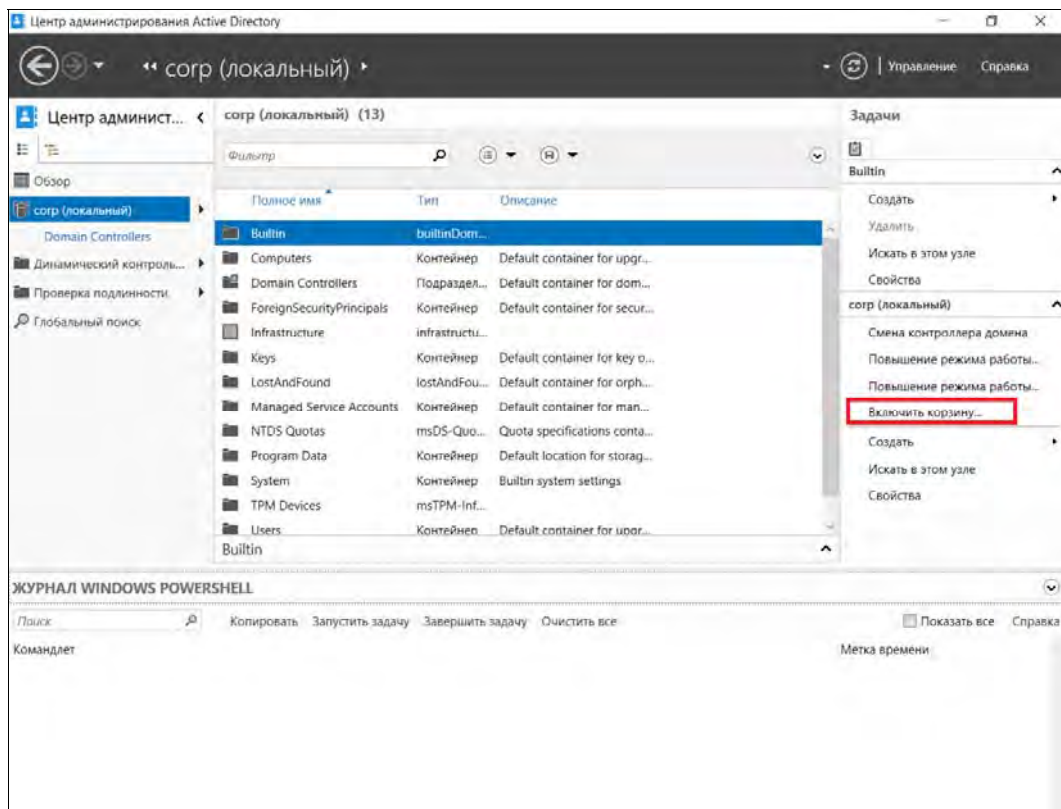 Центр администрирования Active Directory
corp (локальный)
Управление Справка
Центр админист...
Обзор
corp (локальный)
Domain Controllers
Динамический контроль...
Проверка подлинности
Глобальный поиск
corp (локальный) (13)
Фильтр
Полное имя Тип Описание
Builtin builtinDom...
Computers Контейнер Default container for upgr...
Domain Controllers Подраздел... Default container for dom...
ForeignSecurityPrincipals Контейнер Default container for secur...
Infrastructure infrastructu...
Keys Контейнер Default container for key o...
LostAndFound lostAndFou... Default container for orph...
Managed Service Accounts Контейнер Default container for man...
NTDS Quotas msDS-Quo... Quota specifications conta...
Program Data Контейнер Default location for storag...
System Контейнер Builtin system settings
TPM Devices msTPM-Inf...
Users Контейнер Default container for upgr...
Builtin
Задачи
Builtin
Создать
Удалить
Искать в этом узле
Свойства
corp (локальный)
Смена контроллера домена
Повышение режима работы...
Повышение режима работы...
Включить корзину...
Создать
Искать в этом узле
Свойства
ЖУРНАЛ WINDOWS POWERSHELL
Поиск Копировать Запустить задачу Завершить задачу Очистить все Показать все Справка
Командлет Метка времени